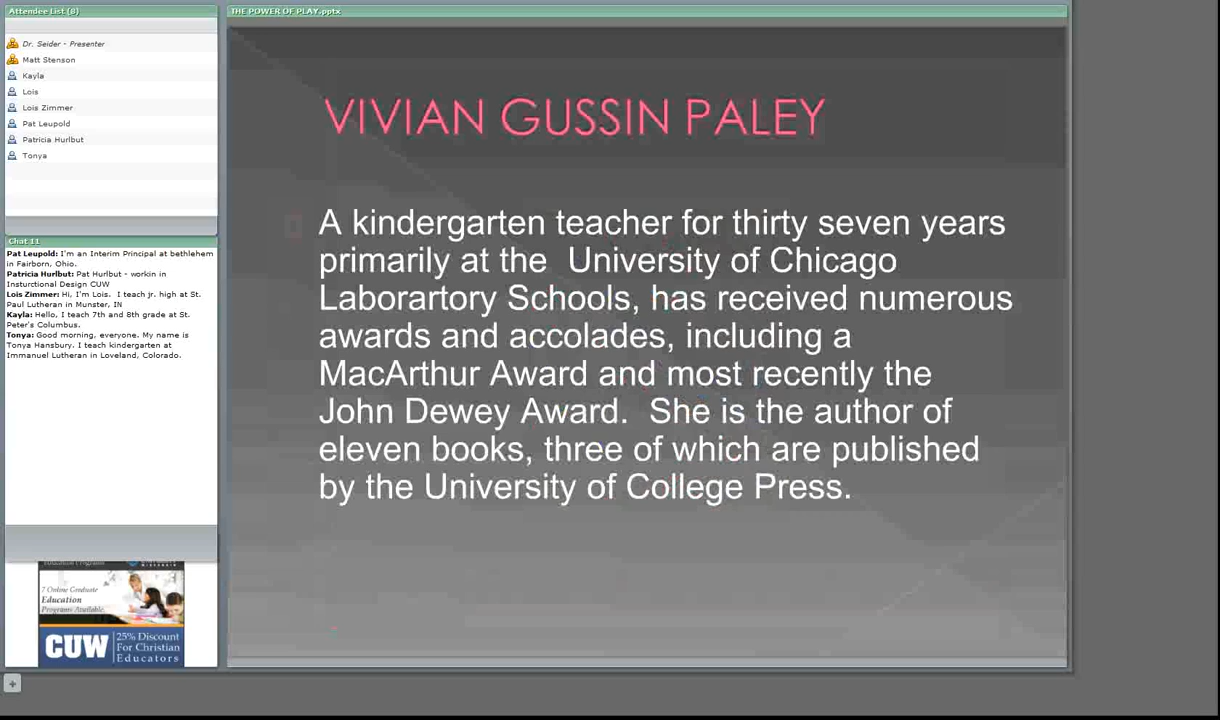 Attendee List (8)
Dr. Seider - Presenter
Matt Stenson
Kayla
Lois
Lois Zimmer
Pat Leupold
Patricia Hurlbut
Tonya
Chat 11
Pat Leupold: I'm an Interim Principal at bethlehem
in Fairborn, Ohio.
Patricia Hurlbut: Pat Hurlbut - workin in
Insturctional Design CUW
Lois Zimmer: Hi, I'm Lois. I teach jr. high at St.
Paul Lutheran in Munster, IN
Kayla: Hello, I teach 7th and 8th grade at St.
Peter's Columbus.
Tonya: Good morning, everyone. My name is
Tonya Hansbury. I teach kindergarten at
Immanuel Lutheran in Loveland, Colorado.
Education Programs
7 Online Graduate
Education
Programs Available.
CUW
25% Discount
For Christian
Educators
THE POWER OF PLAY.pptx
VIVIAN GUSSIN PALEY
A kindergarten teacher for thirty seven years
primarily at the University of Chicago
Laborartory Schools, has received numerous
awards and accolades, including a
MacArthur Award and most recently the
John Dewey Award. She is the author of
eleven books, three of which are published
by the University of College Press.